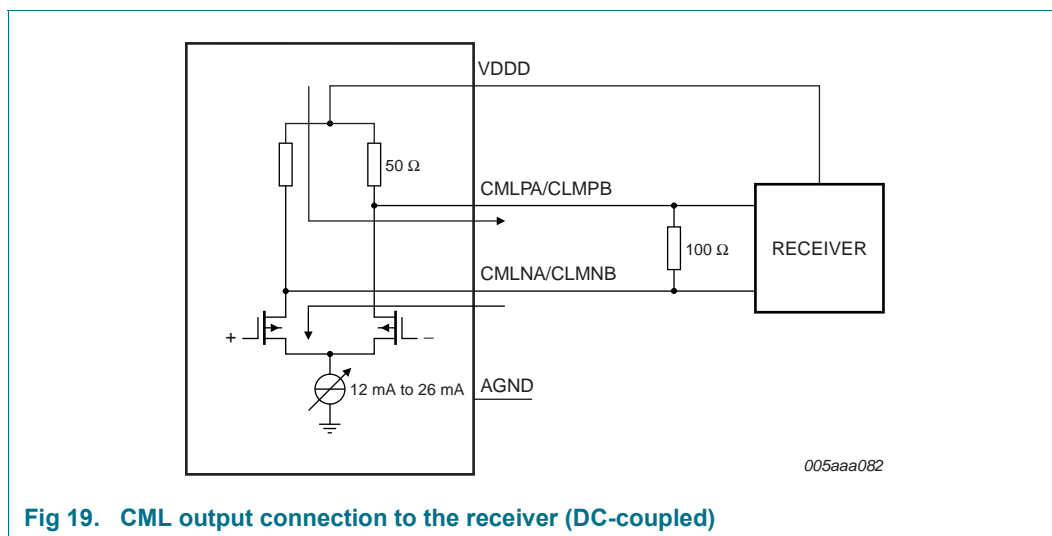 VDDD
50 Ω
CMLPA/CLMPB
100 Ω
RECEIVER
CMLNA/CLMNB
+
−
12 mA to 26 mA
AGND
005aaa082
Fig 19. CML output connection to the receiver (DC-coupled)